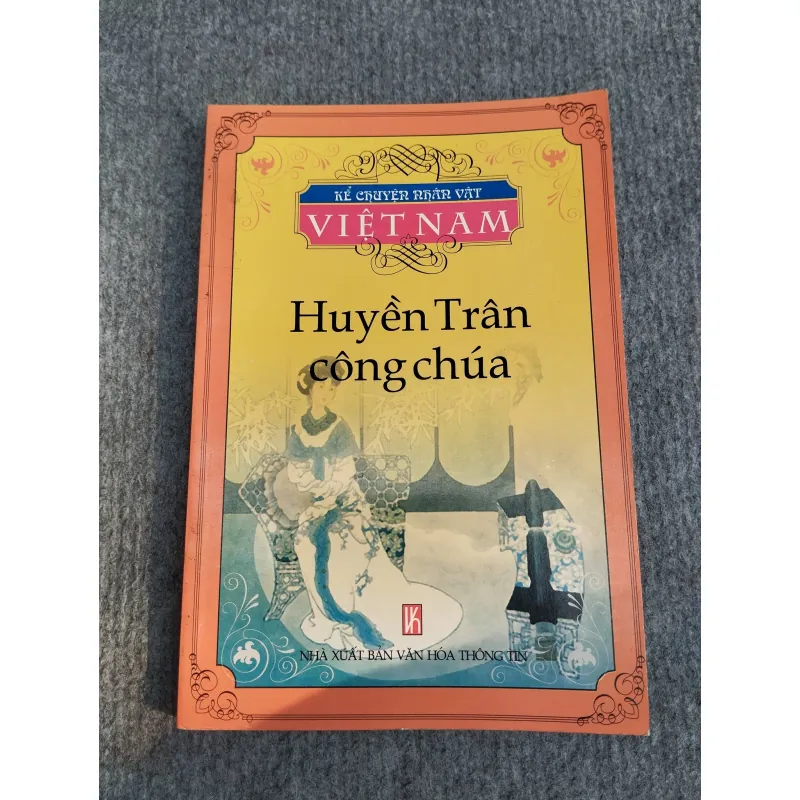 KỂ CHUYỆN NHÂN VẬT
VIỆT NAM
Huyền Trân
công chúa
NHÀ XUẤT BẢN VĂN HÓA THÔNG TIN